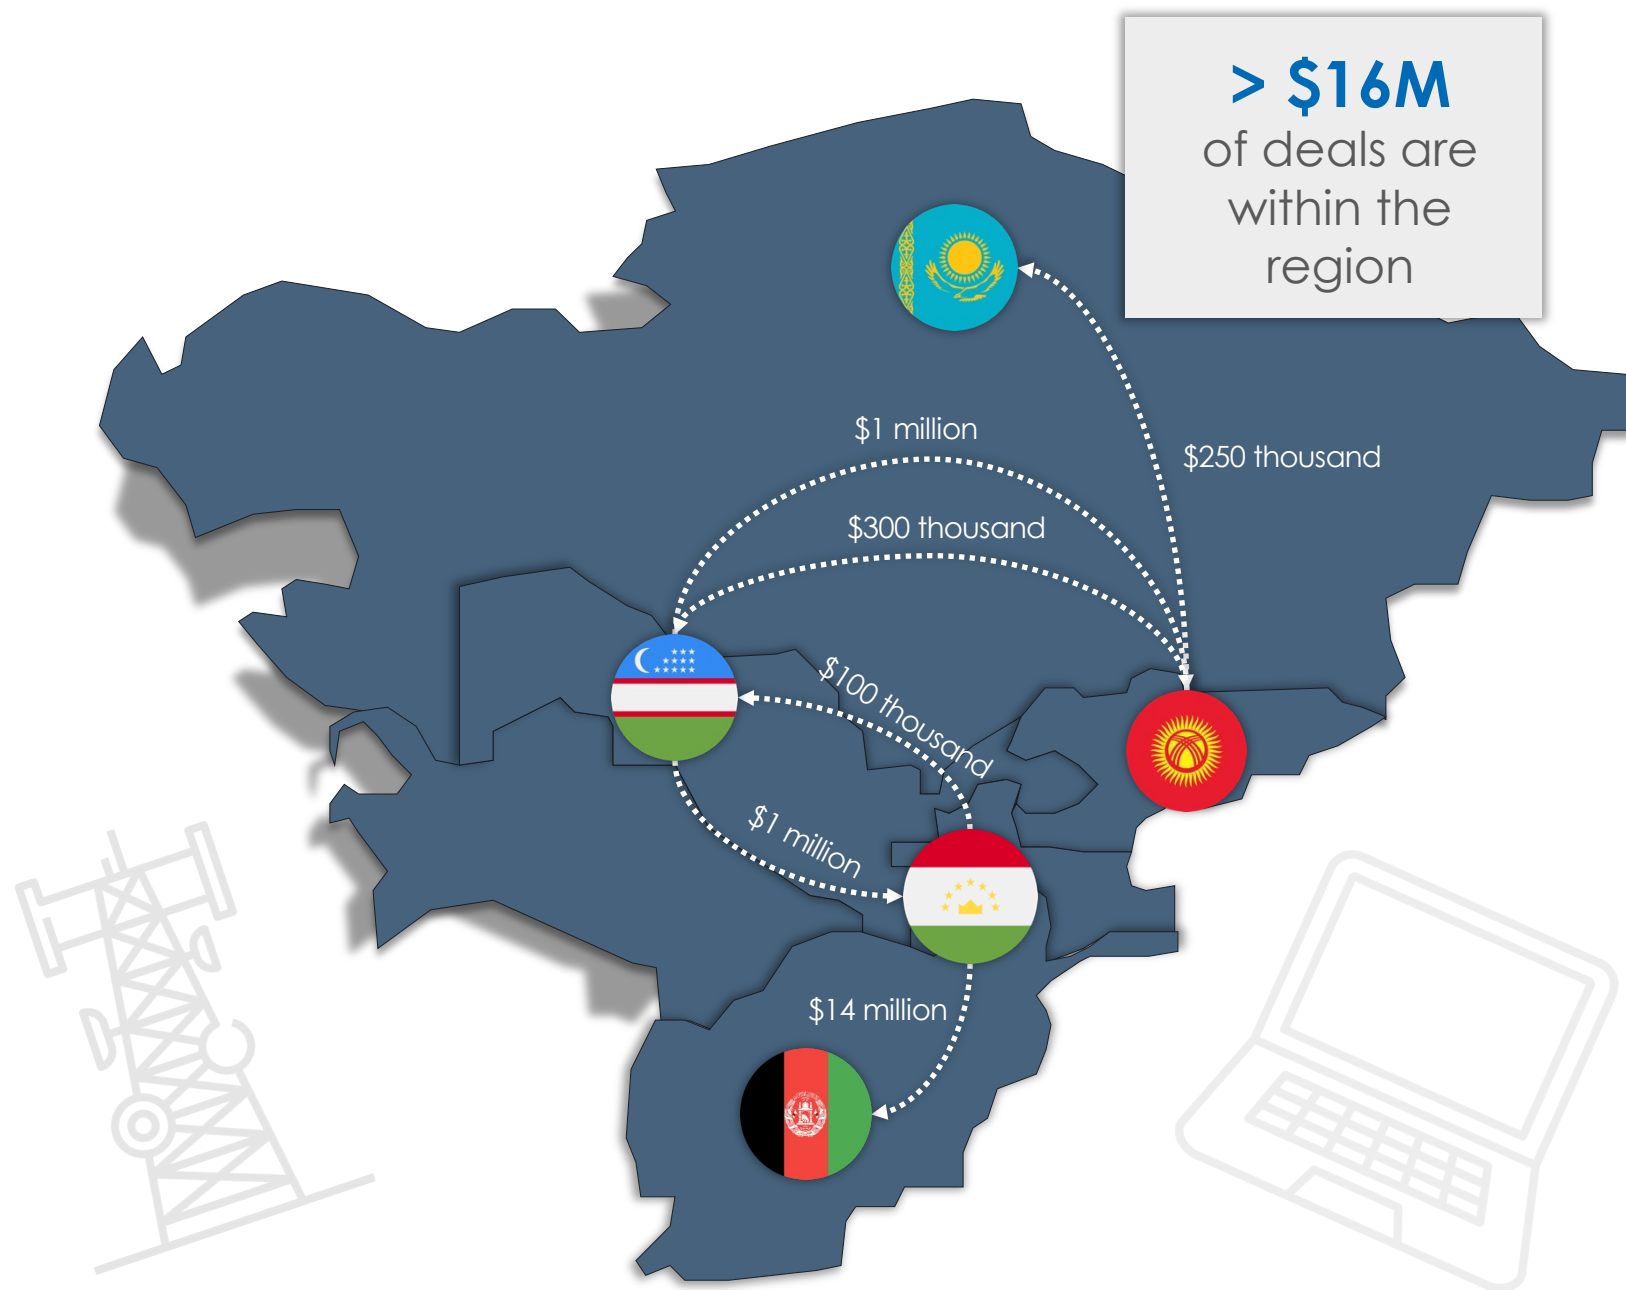 > $16M
of deals are
within the
region
$1 million
$250 thousand
$300 thousand
$100 thousand
$1 million
$14 million